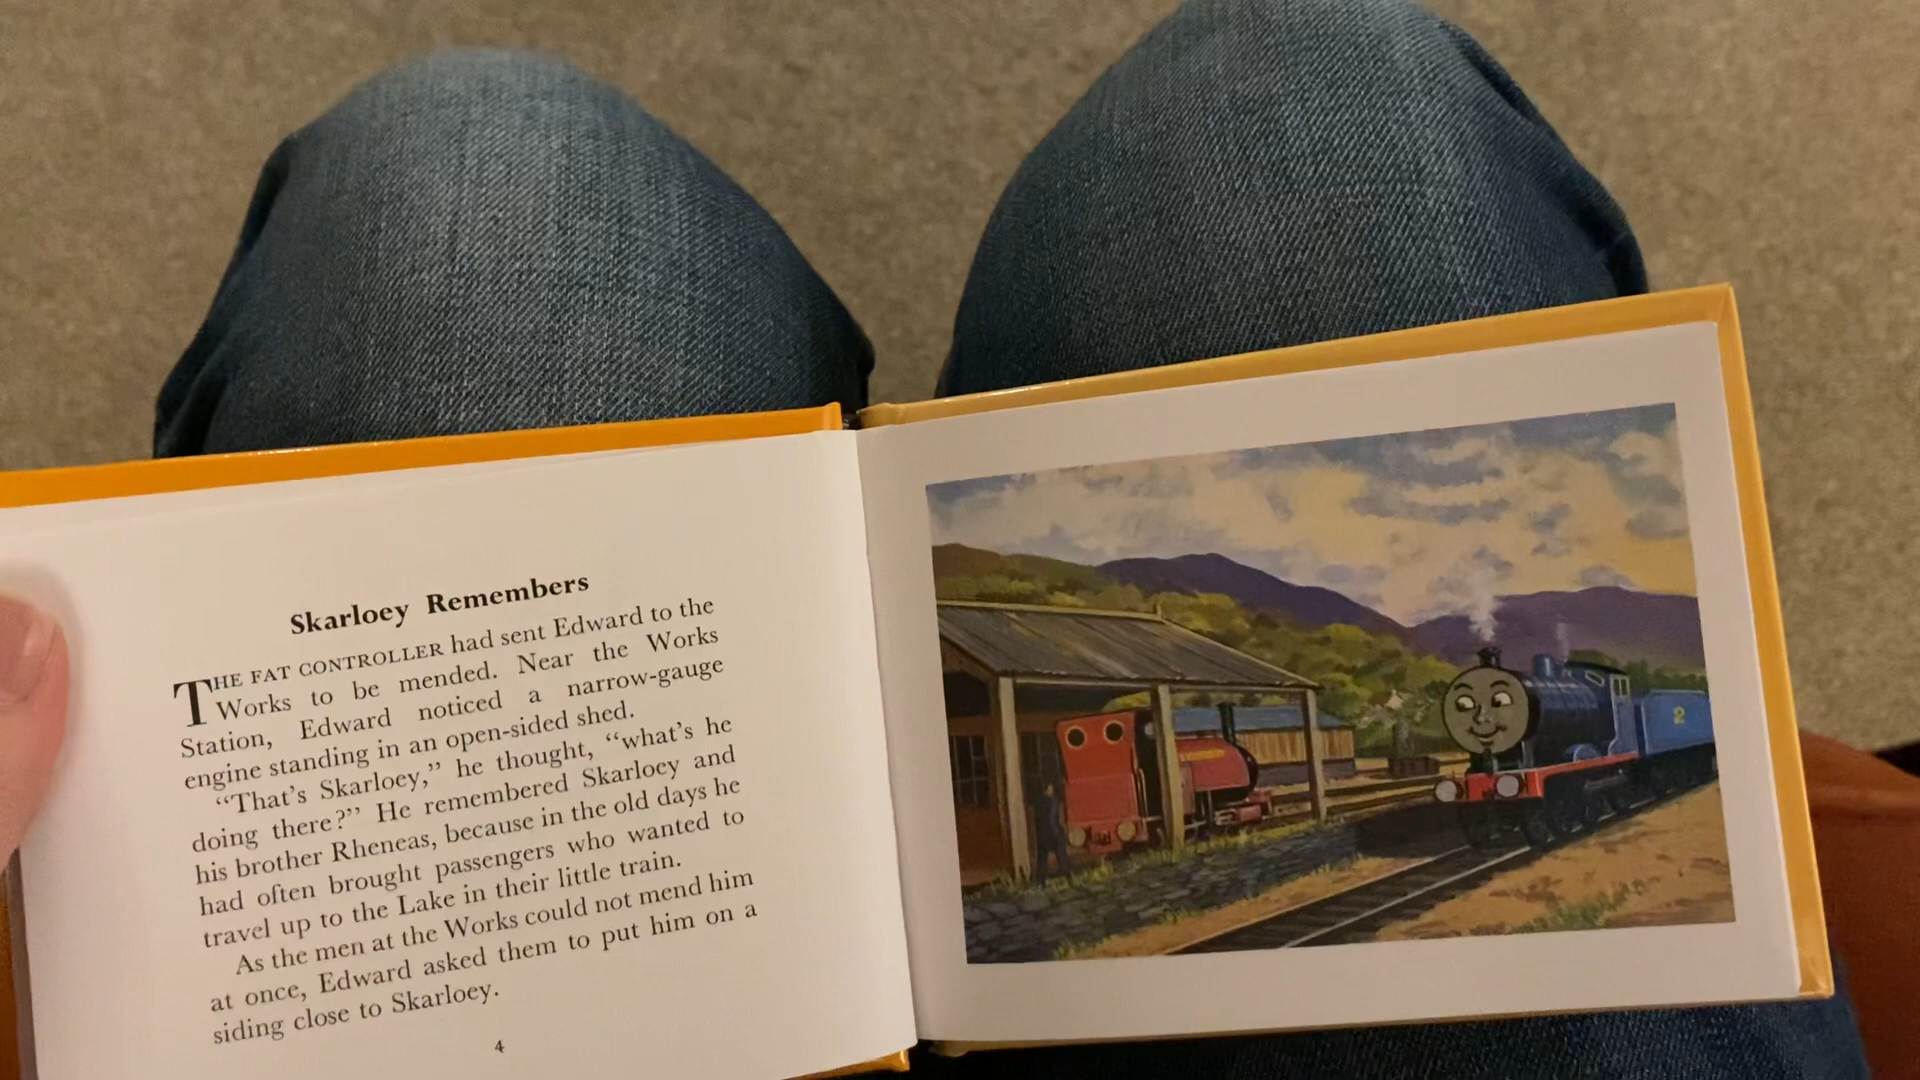 Skarloey Remembers
THE FAT CONTROLLER had sent Edward to the
Works to be mended. Near the Works
Station, Edward noticed a narrow-gauge
engine standing in an open-sided shed.
“That’s Skarloey,” he thought, “what’s he
doing there?” He remembered Skarloey and
his brother Rheneas, because in the old days he
had often brought passengers who wanted to
travel up to the Lake in their little train.
As the men at the Works could not mend him
at once, Edward asked them to put him on a
siding close to Skarloey.
4
2